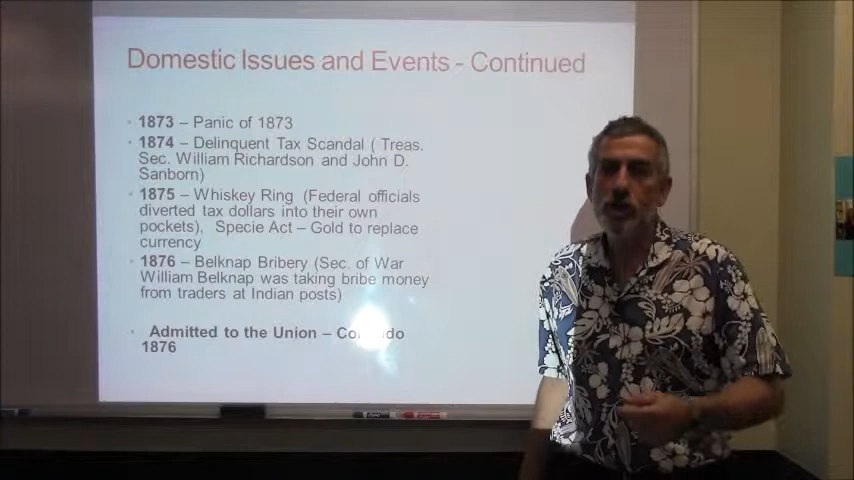 Domestic Issues and Events - Continued
1873 – Panic of 1873
1874 – Delinquent Tax Scandal ( Treas.
Sec. William Richardson and John D.
Sanborn)
1875 – Whiskey Ring (Federal officials
diverted tax dollars into their own
pockets), Specie Act – Gold to replace
currency
1876 – Belknap Bribery (Sec. of War
William Belknap was taking bribe money
from traders at Indian posts)
Admitted to the Union – Colorado
1876